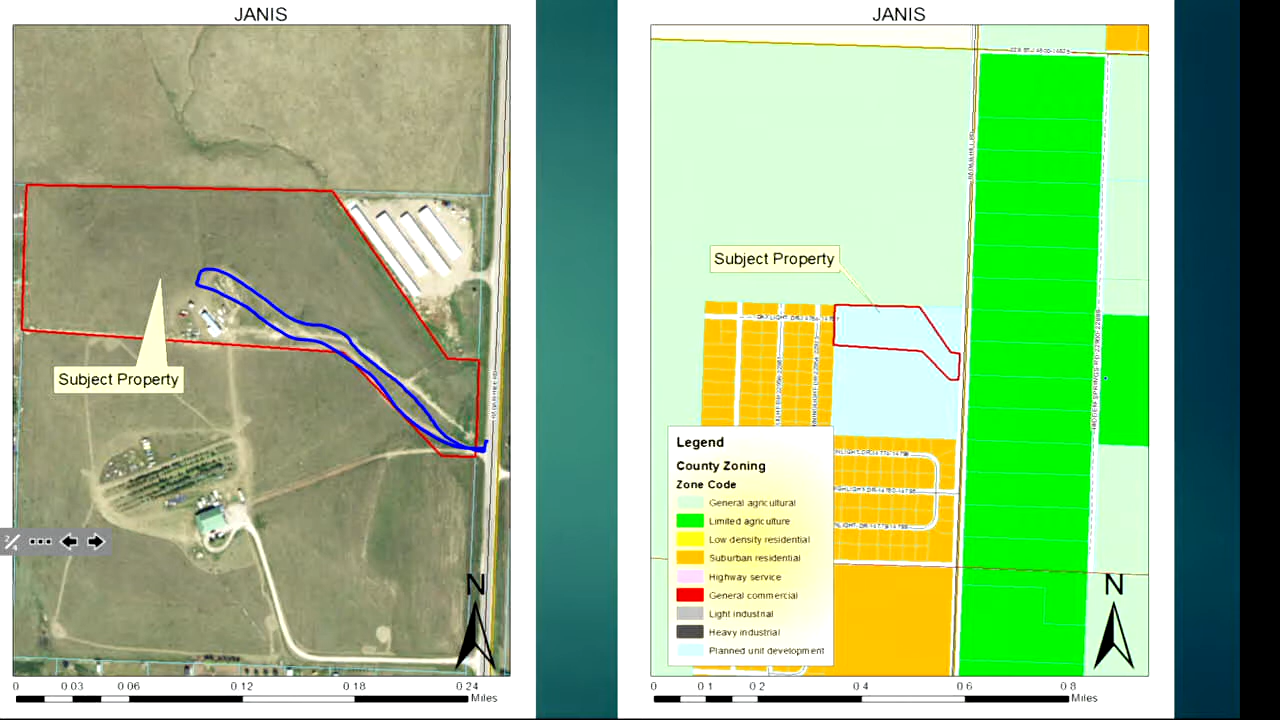 JANIS
Subject Property
N
0 0.03 0.06 0.12 0.18 0.24
Miles
JANIS
Subject Property
Legend
County Zoning
Zone Code
General agricultural
Limited agriculture
Low density residential
Suburban residential
Highway service
General commercial
Light industrial
Heavy industrial
Planned unit development
N
0 0.1 0.2 0.4 0.6 0.8
Miles